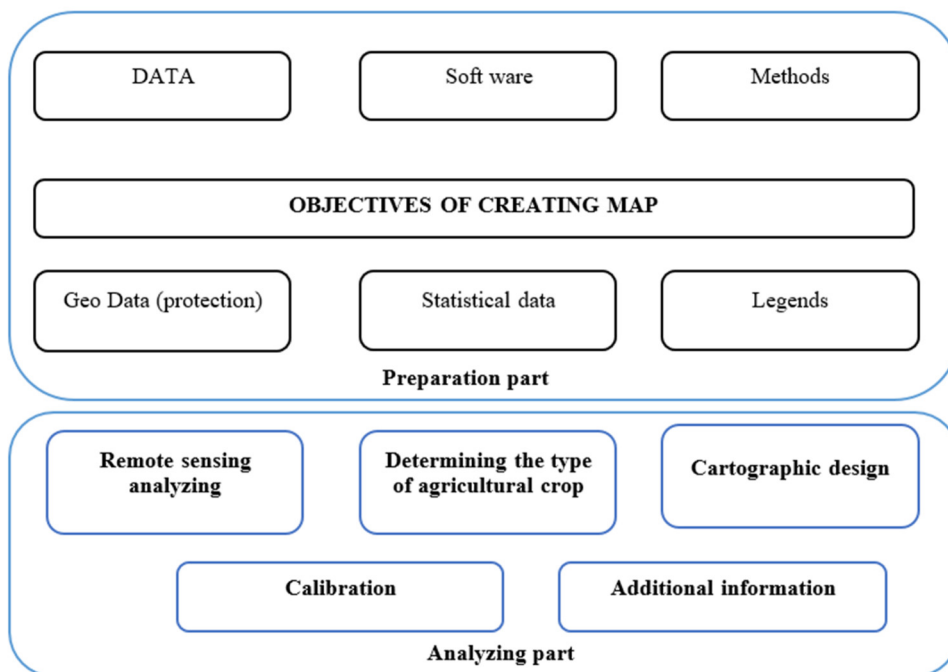 DATA
Soft ware
Methods
OBJECTIVES OF CREATING MAP
Geo Data (protection)
Statistical data
Legends
Preparation part
Remote sensing
analyzing
Determining the type
of agricultural crop
Cartographic design
Calibration
Additional information
Analyzing part